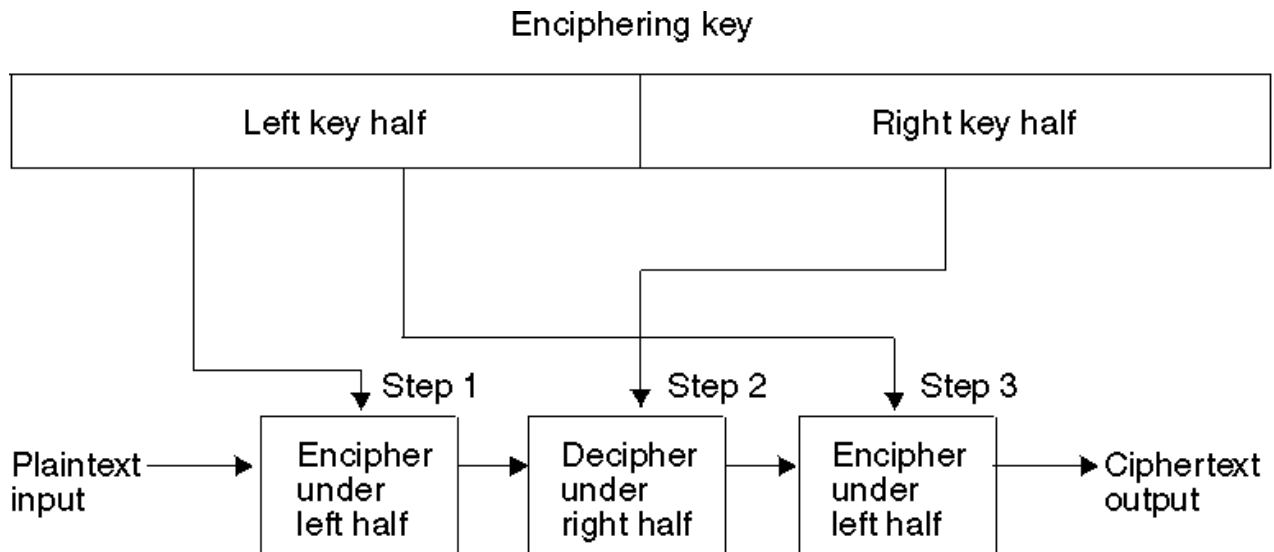 Enciphering key
Left key half
Right key half
Step 1
Step 2
Step 3
Plaintext
input
Encipher
under
left half
Decipher
under
right half
Encipher
under
left half
Ciphertext
output